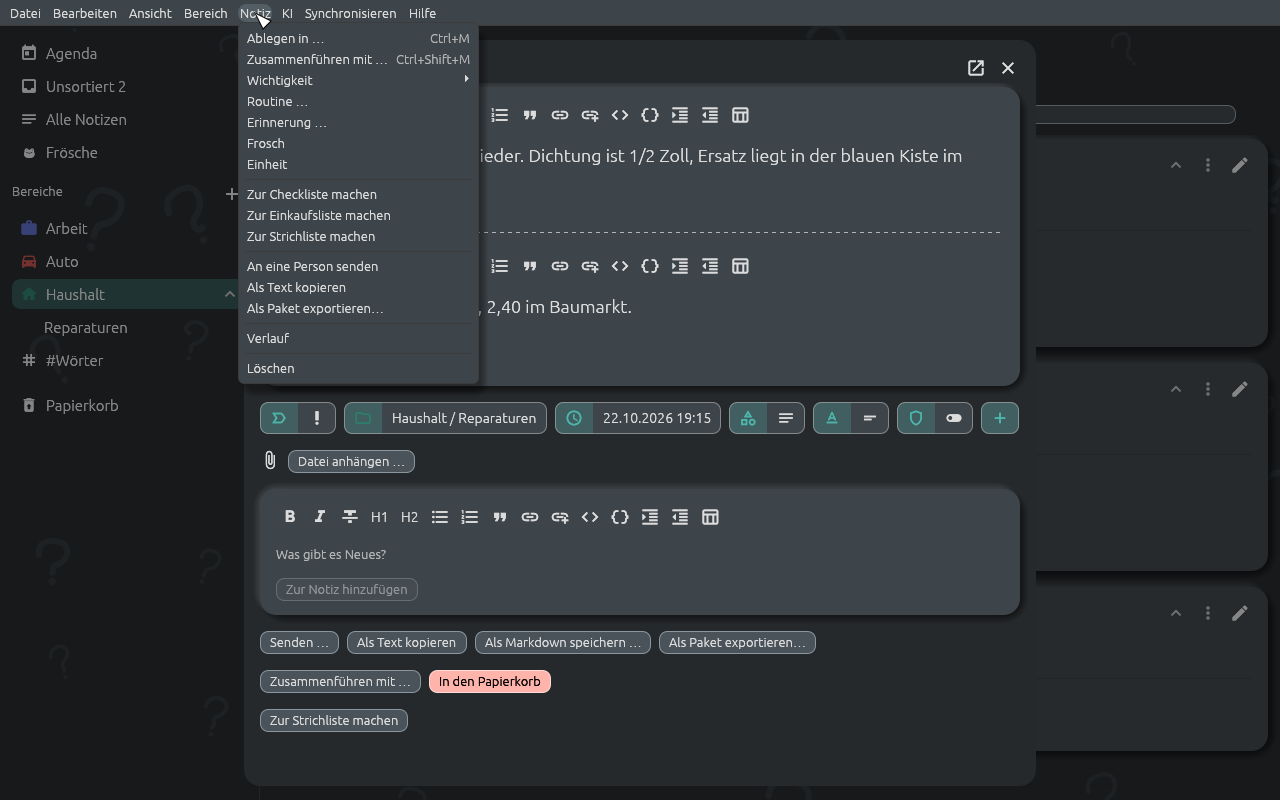 Datei Bearbeiten Ansicht Bereich Notiz KI Synchronisieren Hilfe
Agenda
Unsortiert 2
Alle Notizen
Frösche
Bereiche
Arbeit
Auto
Haushalt
Reparaturen
#Wörter
Papierkorb
Ablegen in … Ctrl+M
Zusammenführen mit … Ctrl+Shift+M
Wichtigkeit
Routine …
Erinnerung …
Frosch
Einheit
Zur Checkliste machen
Zur Einkaufsliste machen
Zur Strichliste machen
An eine Person senden
Als Text kopieren
Als Paket exportieren…
Verlauf
Löschen
ieder. Dichtung ist 1/2 Zoll, Ersatz liegt in der blauen Kiste im
, 2,40 im Baumarkt.
Haushalt / Reparaturen 22.10.2026 19:15
Datei anhängen …
B I S H1 H2
Was gibt es Neues?
Zur Notiz hinzufügen
Senden … Als Text kopieren Als Markdown speichern … Als Paket exportieren…
Zusammenführen mit … In den Papierkorb
Zur Strichliste machen